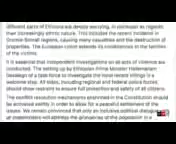 different parts of Ethiopia are deeply worrying, in particular as regards
their increasingly ethnic nature. This includes the recent incident in
Oromia-Somali regions, causing many casualties and the destruction of
properties. The European Union extends its condolences to the families
of the victims.
It is essential that independent investigations on all acts of violence are
conducted. The setting up by Ethiopian Prime Minister Hailemariam
Desalegn of a task force to investigate the most recent killings is a
welcome step. All sides, including regional and federal police forces,
should show restraint to ensure full protection and safety of all citizens.
The conflict resolution mechanisms enshrined in the Constitution should
be activated swiftly in order to allow for a peaceful settlement of the
issues. We remain convinced that only an inclusive political dialogue
of stakeholders will address the grievances of the population in a